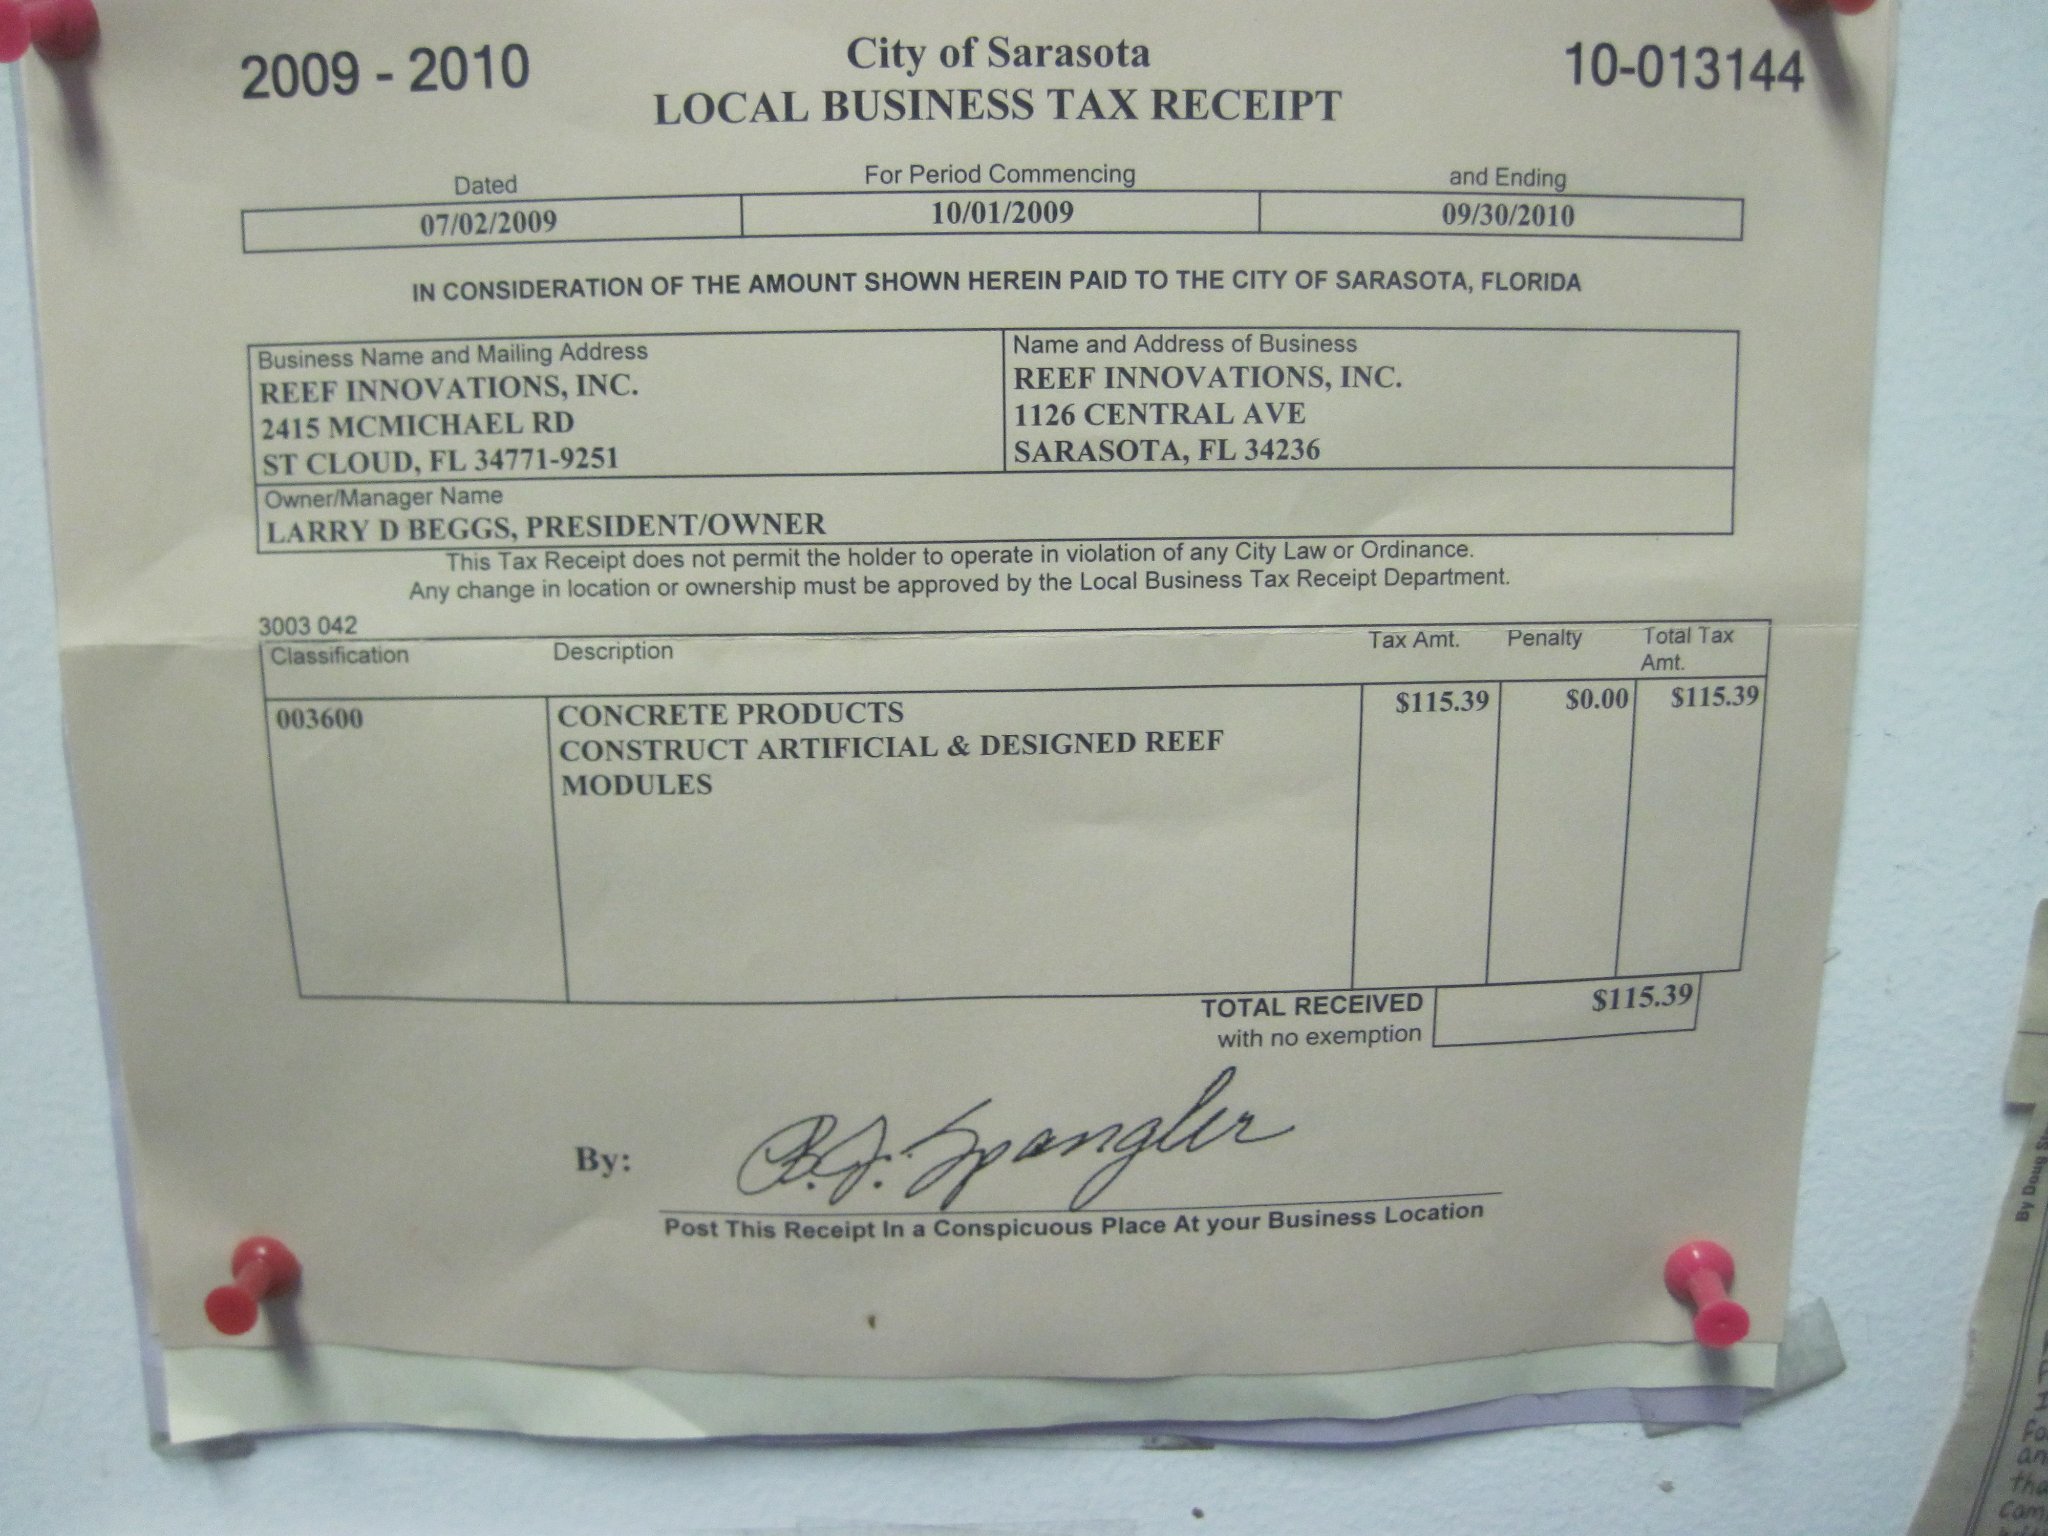 2009 - 2010
City of Sarasota
10-013144
LOCAL BUSINESS TAX RECEIPT
Dated
For Period Commencing
and Ending
07/02/2009
10/01/2009
09/30/2010
IN CONSIDERATION OF THE AMOUNT SHOWN HEREIN PAID TO THE CITY OF SARASOTA, FLORIDA
Business Name and Mailing Address
REEF INNOVATIONS, INC.
2415 MCMICHAEL RD
ST CLOUD, FL 34771-9251
Name and Address of Business
REEF INNOVATIONS, INC.
1126 CENTRAL AVE
SARASOTA, FL 34236
Owner/Manager Name
LARRY D BEGGS, PRESIDENT/OWNER
This Tax Receipt does not permit the holder to operate in violation of any City Law or Ordinance.
Any change in location or ownership must be approved by the Local Business Tax Receipt Department.
3003 042
Classification
Description
Tax Amt.
Penalty
Total Tax
Amt.
003600
CONCRETE PRODUCTS
CONSTRUCT ARTIFICIAL & DESIGNED REEF
MODULES
$115.39
$0.00
$115.39
TOTAL RECEIVED
with no exemption
$115.39
By:
B.J. Spangler
Post This Receipt In a Conspicuous Place At your Business Location
By Doug